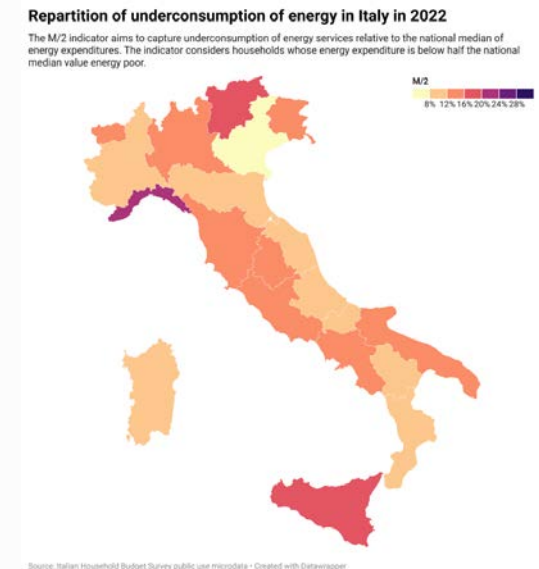 Repartition of underconsumption of energy in Italy in 2022
The M/2 indicator aims to capture underconsumption of energy services relative to the national median of
energy expenditures. The indicator considers households whose energy expenditure is below half the national
median value energy poor.
M/2
8% 12% 16% 20% 24% 28%
Source: Italian Household Budget Survey public use microdata • Created with Datawrapper